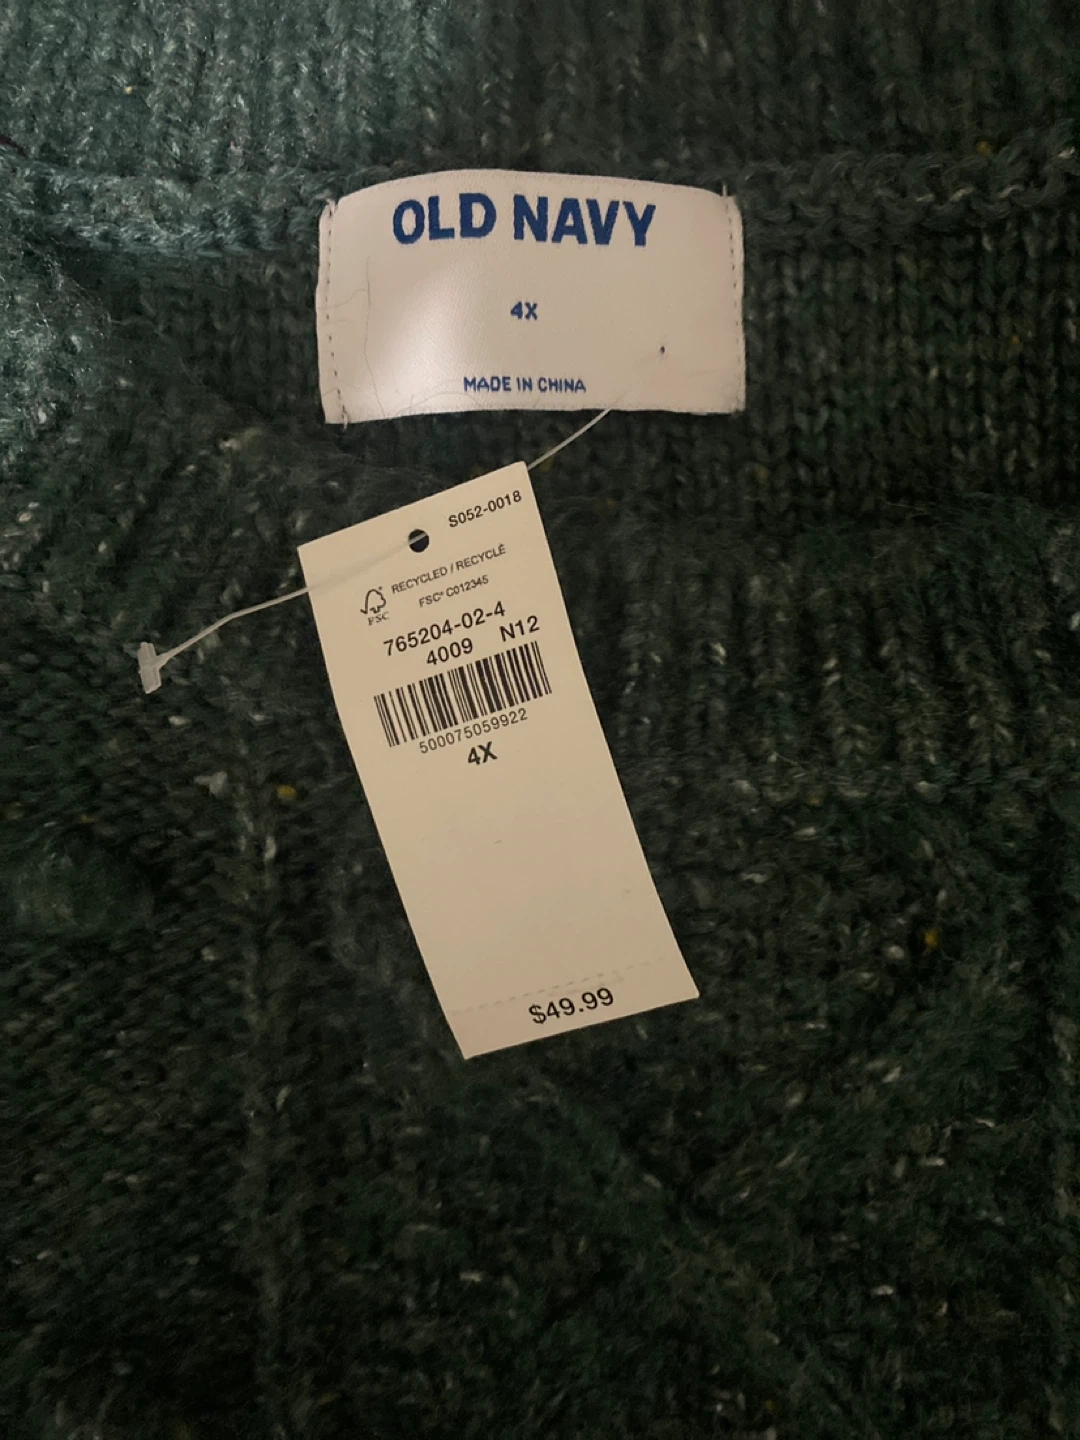 OLD NAVY
4X
MADE IN CHINA
S052-0018
RECYCLED / RECYCLÉ
FSC® C012345
FSC
765204-02-4
4009 N12
500075059922
4X
$49.99